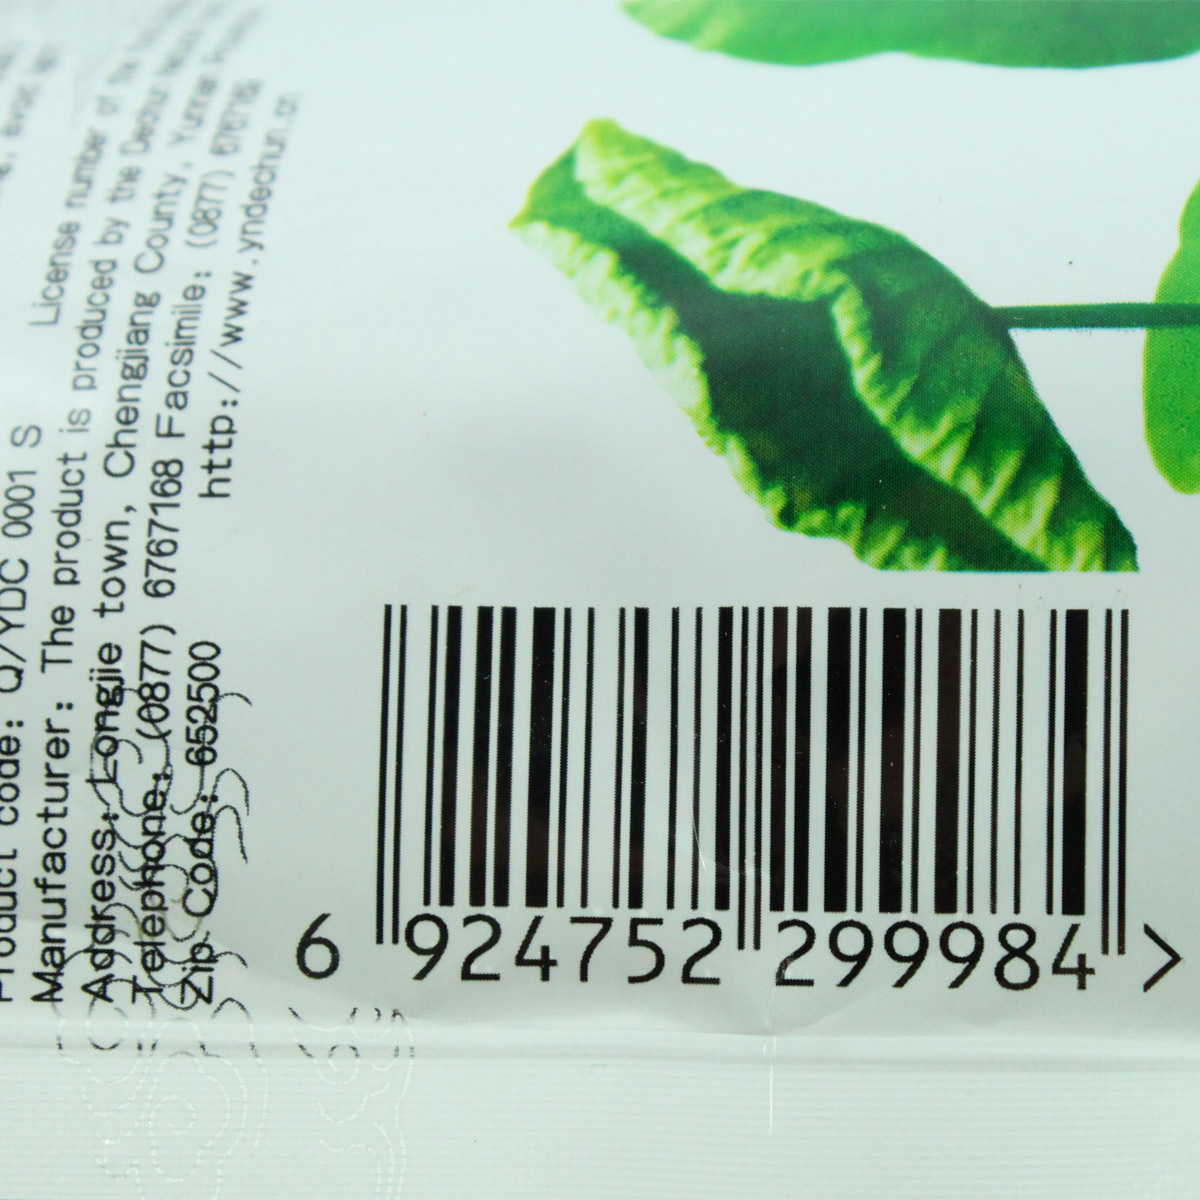 License number of the
Product code: Q/YDC 0001 S
Manufacturer: The product is produced by the Dechun
Address: Longjie town, Chengjiang County, Yunnan
Telephone: (0877) 6767168 Facsimile: (0877) 6767168
Zip Code: 652500 http://www.yndechun.cn
6 924752 299984 >